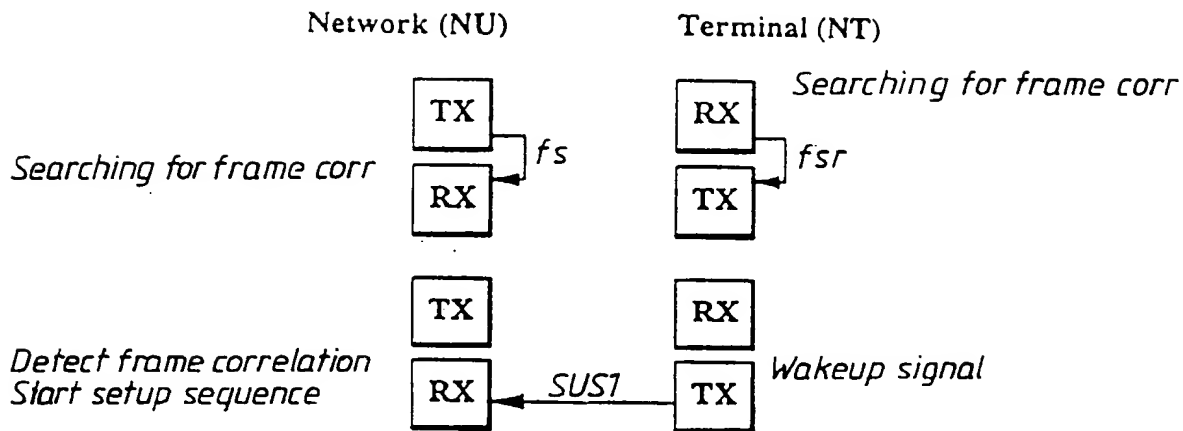 Network (NU)
Terminal (NT)
TX
RX
Searching for frame corr
fs
fsr
Searching for frame corr
RX
TX
TX
RX
Detect frame correlation
Start setup sequence
Wakeup signal
RX
SUS1
TX